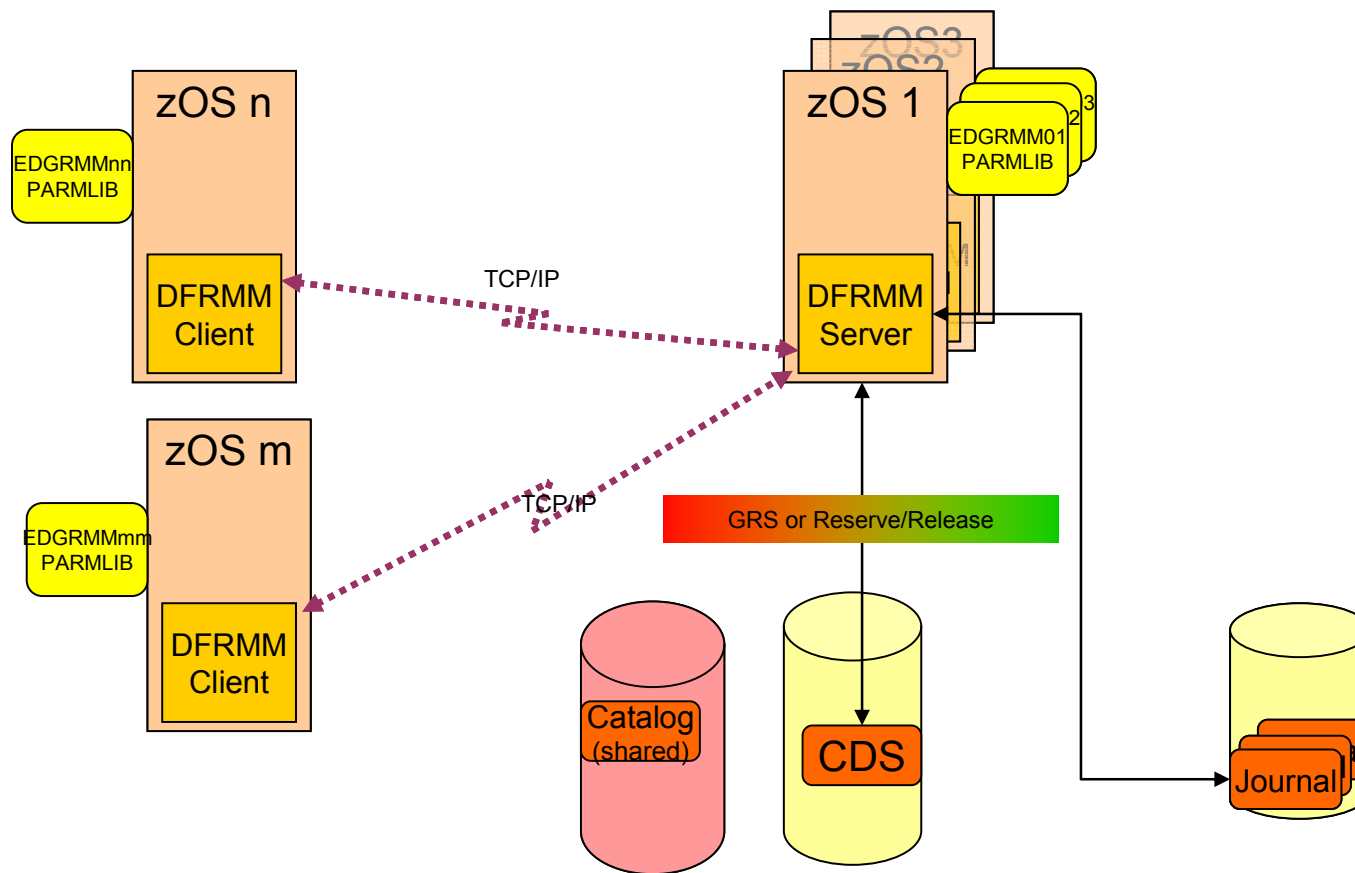 zOS3
zOS2
zOS n
zOS 1
EDGRMMnn
PARMLIB
3
2
EDGRMM01
PARMLIB
DFRMM
Client
TCP/IP
DFRMM
Server
zOS m
EDGRMMmm
PARMLIB
TCP/IP
GRS or Reserve/Release
DFRMM
Client
Catalog
(shared)
CDS
Journal